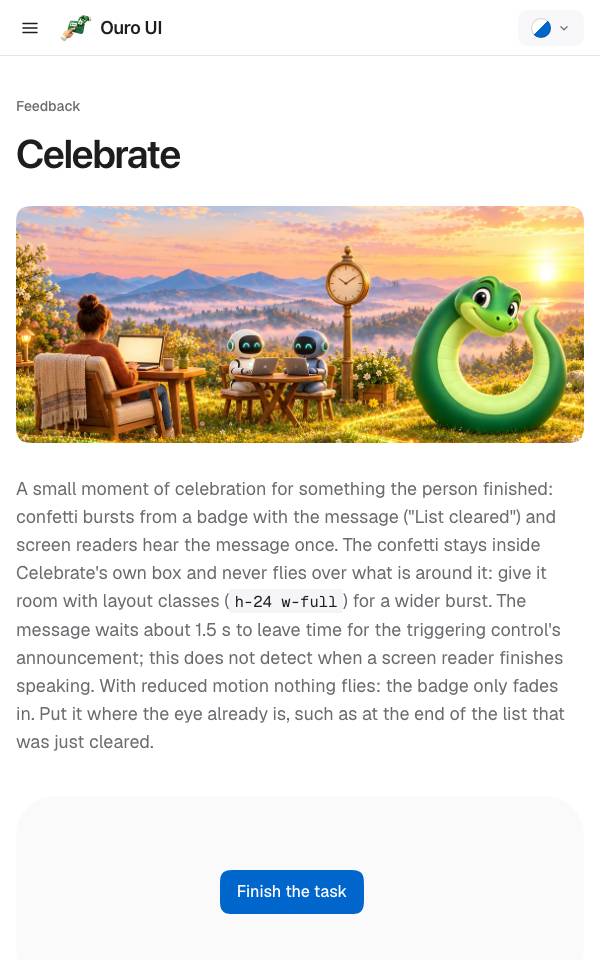 Ouro UI
Feedback
Celebrate
A small moment of celebration for something the person finished:
confetti bursts from a badge with the message ("List cleared") and
screen readers hear the message once. The confetti stays inside
Celebrate's own box and never flies over what is around it: give it
room with layout classes ( h-24 w-full ) for a wider burst. The
message waits about 1.5 s to leave time for the triggering control's
announcement; this does not detect when a screen reader finishes
speaking. With reduced motion nothing flies: the badge only fades
in. Put it where the eye already is, such as at the end of the list that
was just cleared.
Finish the task